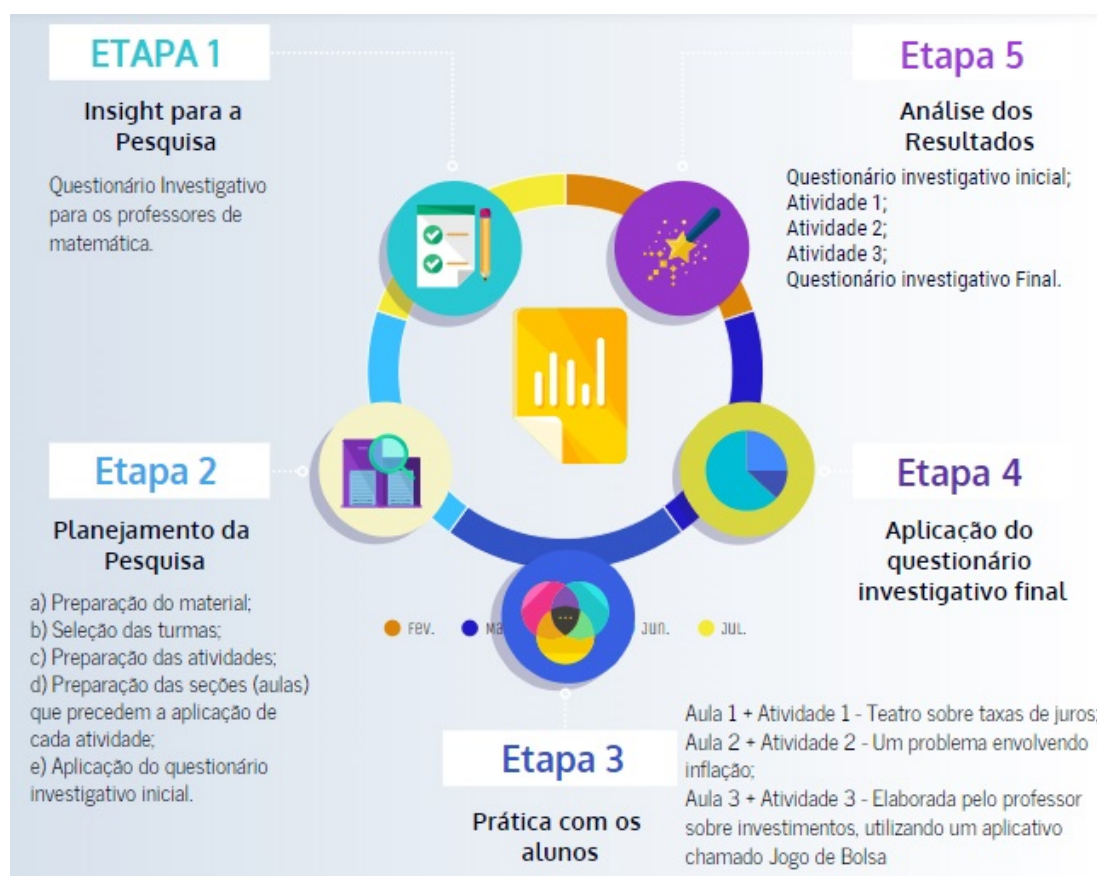 ETAPA 1
Insight para a
Pesquisa
Questionário Investigativo
para os professores de
matemática.
Etapa 2
Planejamento da
Pesquisa
a) Preparação do material;
b) Seleção das turmas;
c) Preparação das atividades;
d) Preparação das seções (aulas)
que precedem a aplicação de
cada atividade;
e) Aplicação do questionário
investigativo inicial.
Fev.
Jun.
Jul.
Etapa 3
Prática com os
alunos
Aula 1 + Atividade 1 - Teatro sobre taxas de juros;
Aula 2 + Atividade 2 - Um problema envolvendo
inflação;
Aula 3 + Atividade 3 - Elaborada pelo professor
sobre investimentos, utilizando um aplicativo
chamado Jogo de Bolsa
Etapa 4
Aplicação do
questionário
investigativo final
Etapa 5
Análise dos
Resultados
Questionário investigativo inicial;
Atividade 1;
Atividade 2;
Atividade 3;
Questionário investigativo Final.